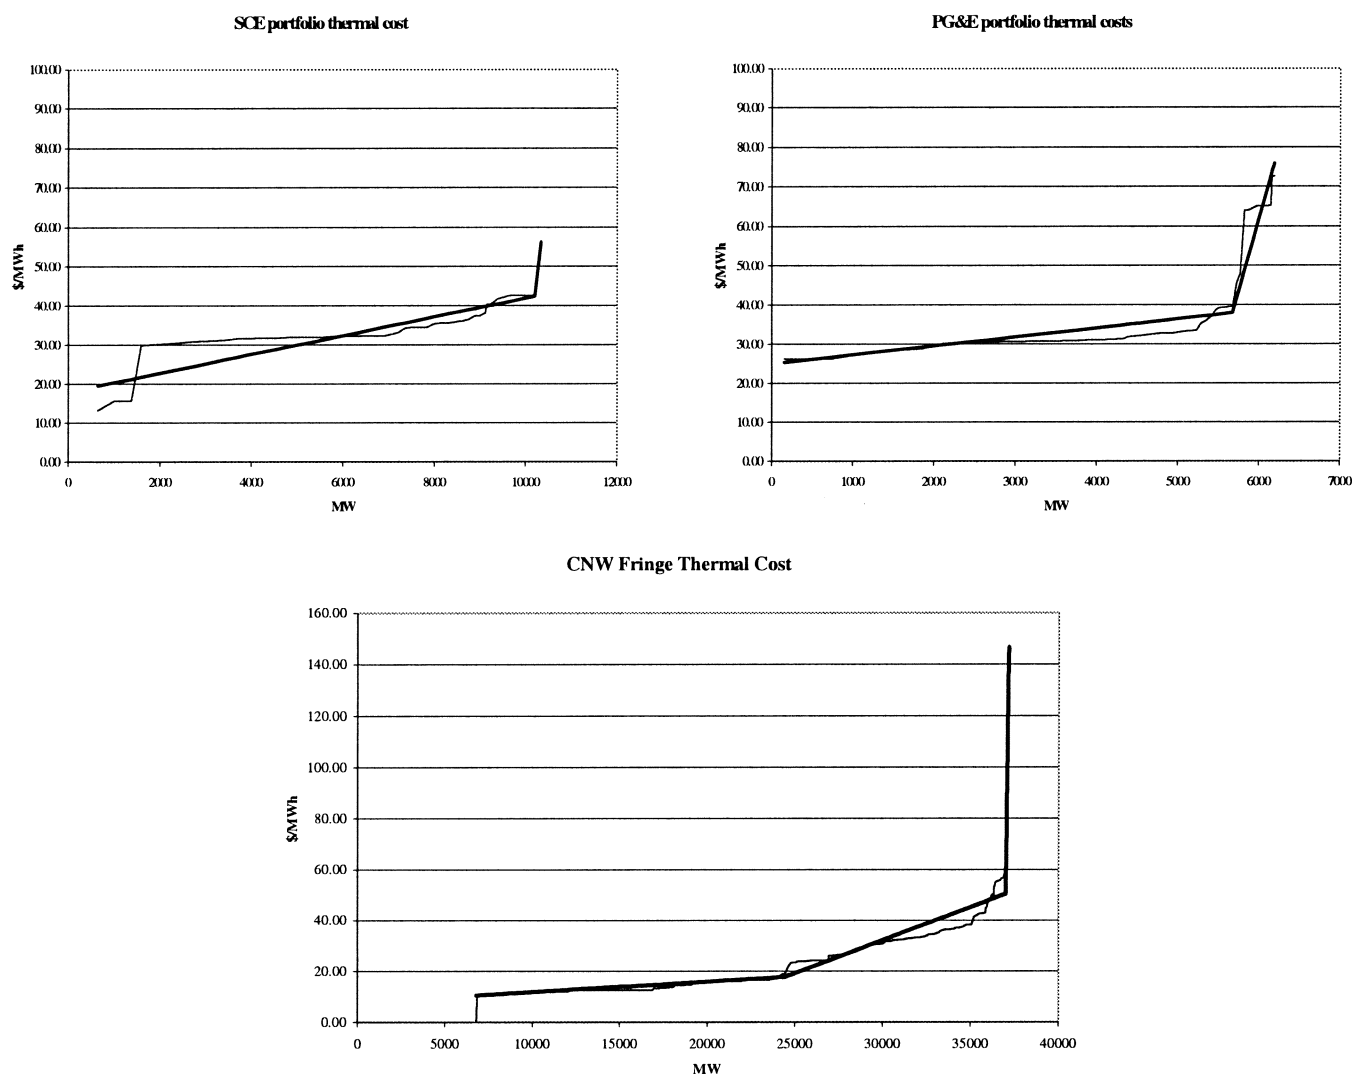 SCE portfolio thermal cost
100.00
90.00
80.00
70.00
60.00
50.00
40.00
30.00
20.00
10.00
0.00
$/MWh
0 2000 4000 6000 8000 10000 12000
MW
PG&E portfolio thermal costs
100.00
90.00
80.00
70.00
60.00
50.00
40.00
30.00
20.00
10.00
0.00
$/MWh
0 1000 2000 3000 4000 5000 6000 7000
MW
CNW Fringe Thermal Cost
160.00
140.00
120.00
100.00
80.00
60.00
40.00
20.00
0.00
$/MWh
0 5000 10000 15000 20000 25000 30000 35000 40000
MW